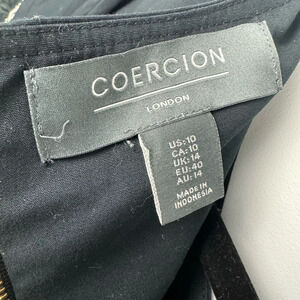 COERCION
LONDON
US: 10
CA: 10
UK: 14
EU: 40
AU: 14
MADE IN
INDONESIA